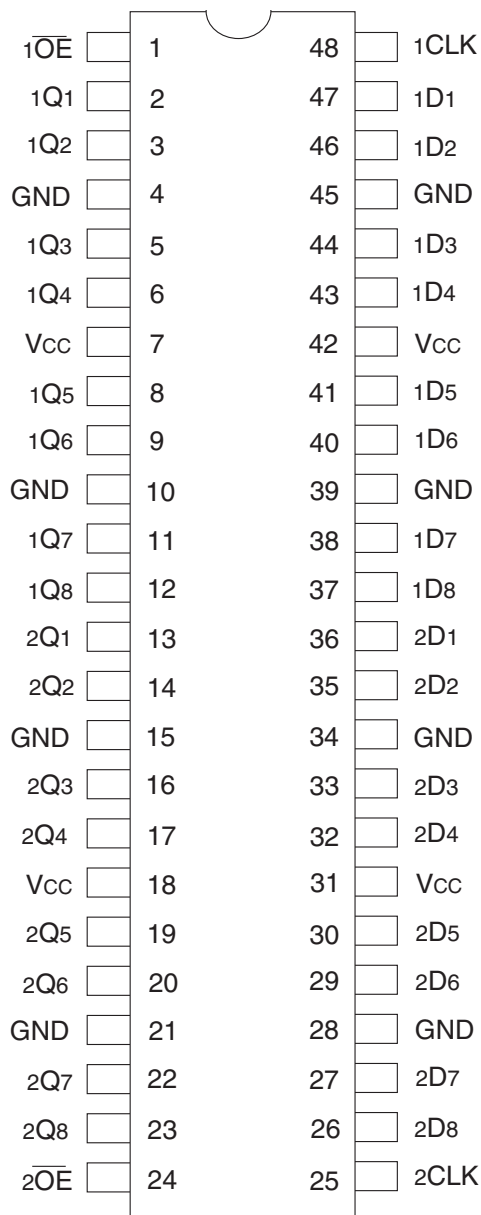 1OE 1 48 1CLK
1Q1 2 47 1D1
1Q2 3 46 1D2
GND 4 45 GND
1Q3 5 44 1D3
1Q4 6 43 1D4
VCC 7 42 VCC
1Q5 8 41 1D5
1Q6 9 40 1D6
GND 10 39 GND
1Q7 11 38 1D7
1Q8 12 37 1D8
2Q1 13 36 2D1
2Q2 14 35 2D2
GND 15 34 GND
2Q3 16 33 2D3
2Q4 17 32 2D4
VCC 18 31 VCC
2Q5 19 30 2D5
2Q6 20 29 2D6
GND 21 28 GND
2Q7 22 27 2D7
2Q8 23 26 2D8
2OE 24 25 2CLK